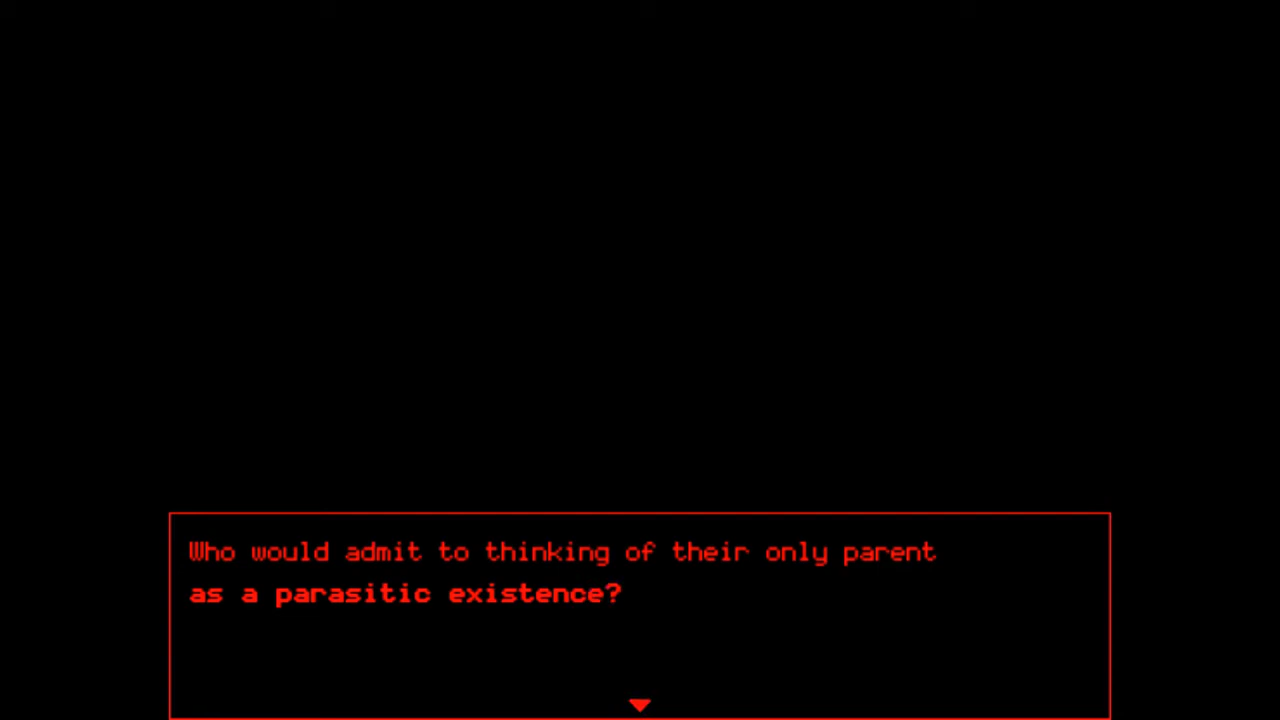 Who would admit to thinking of their only parent
as a parasitic existence?